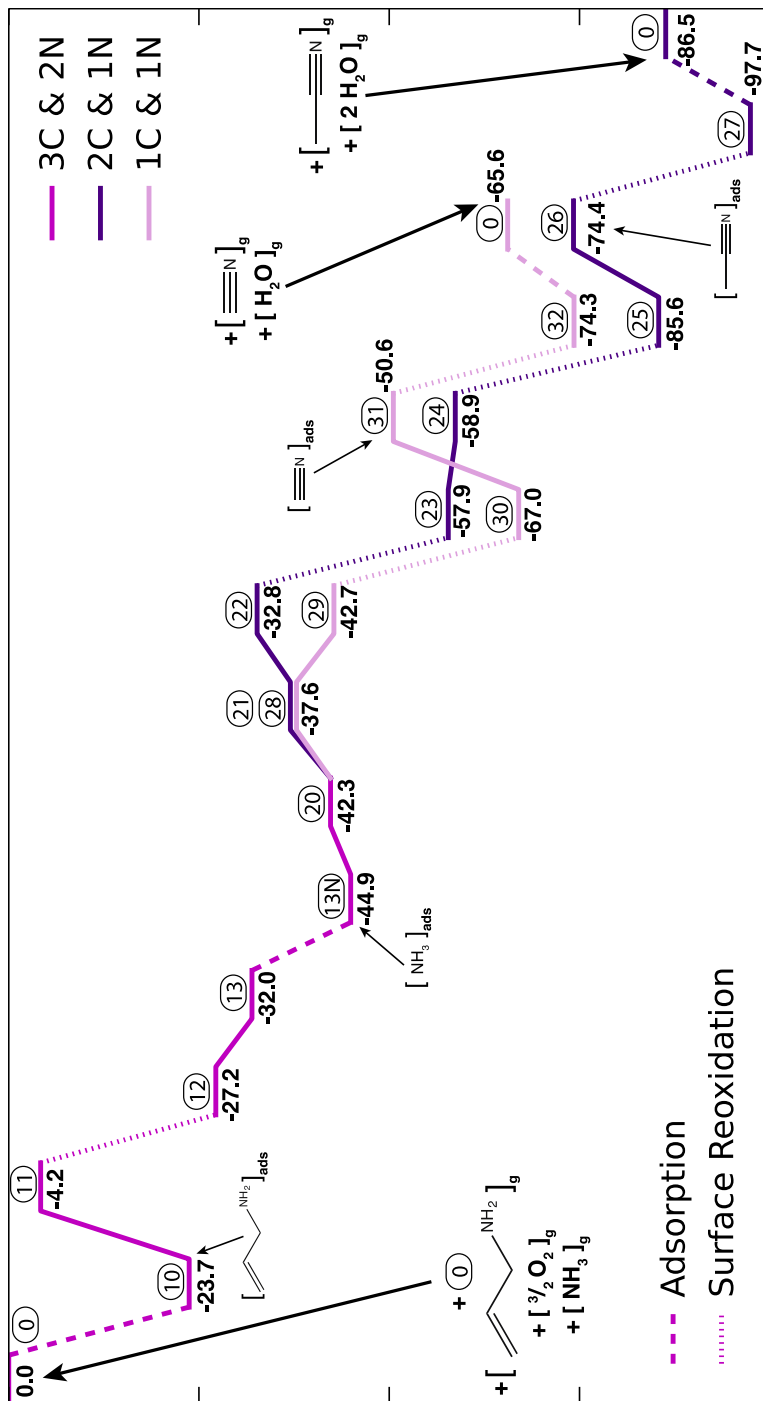 3C & 2N
2C & 1N
1C & 1N
0
0.0
10
-23.7
[ NH₂ ]ads
11
-4.2
12
-27.2
13
-32.0
13N
-44.9
[ NH₃ ]ads
20
-42.3
21
28
-37.6
22
-32.8
29
-42.7
23
-57.9
30
-67.0
[ N ]ads
31
-50.6
24
-58.9
32
-74.3
25
-85.6
0
-65.6
+ [ N ]g
+ [ H₂O ]g
26
-74.4
[ N ]ads
27
-97.7
0
-86.5
+ [ N ]g
+ [ 2 H₂O ]g
+ 0
+ [ NH₂ ]g
+ [ ³/₂ O₂ ]g
+ [ NH₃ ]g
Adsorption
Surface Reoxidation